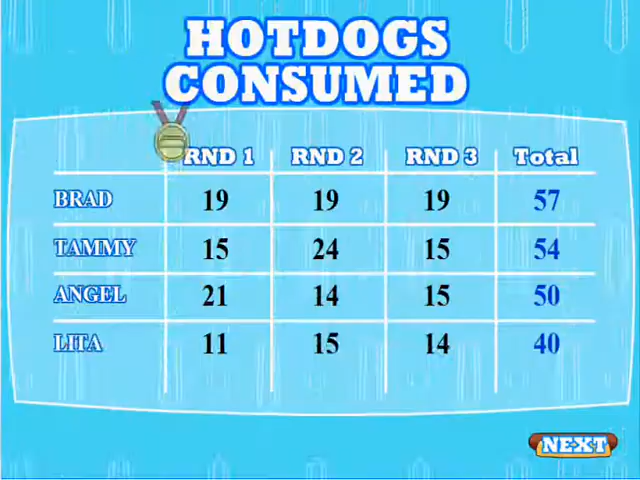 HOTDOGS
CONSUMED
RND 1 RND 2 RND 3 Total
BRAD 19 19 19 57
TAMMY 15 24 15 54
ANGEL 21 14 15 50
LITA 11 15 14 40
NEXT